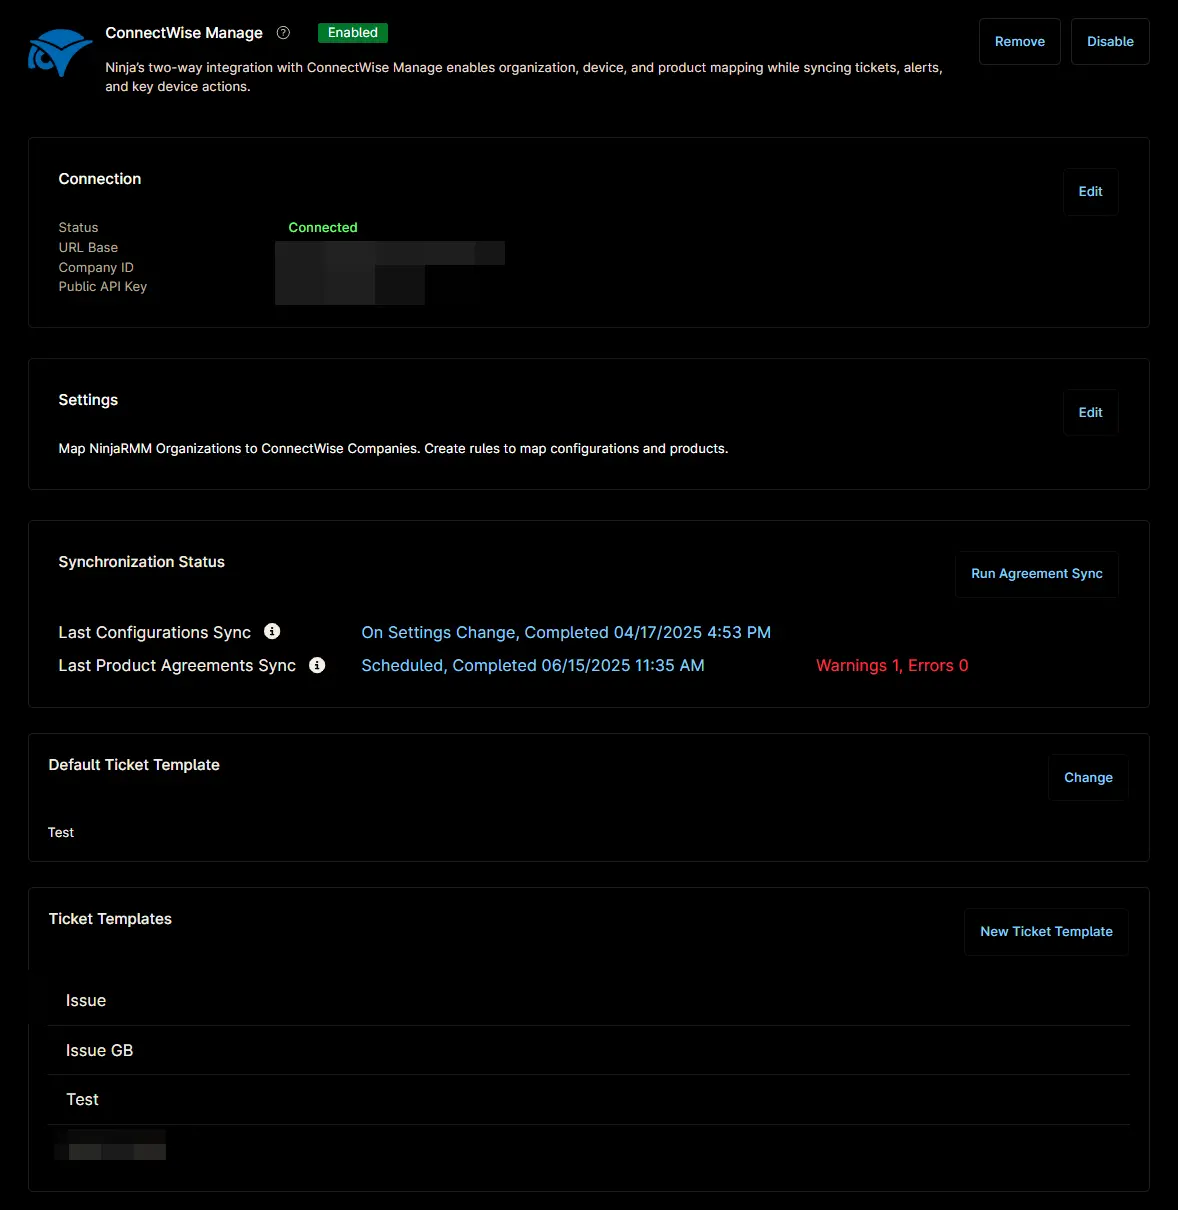 ConnectWise Manage
Enabled
Remove
Disable
Ninja's two-way integration with ConnectWise Manage enables organization, device, and product mapping while syncing tickets, alerts,
and key device actions.
Connection
Edit
Status Connected
URL Base
Company ID
Public API Key
Settings
Edit
Map NinjaRMM Organizations to ConnectWise Companies. Create rules to map configurations and products.
Synchronization Status
Run Agreement Sync
Last Configurations Sync On Settings Change, Completed 04/17/2025 4:53 PM
Last Product Agreements Sync Scheduled, Completed 06/15/2025 11:35 AM Warnings 1, Errors 0
Default Ticket Template
Change
Test
Ticket Templates
New Ticket Template
Issue
Issue GB
Test